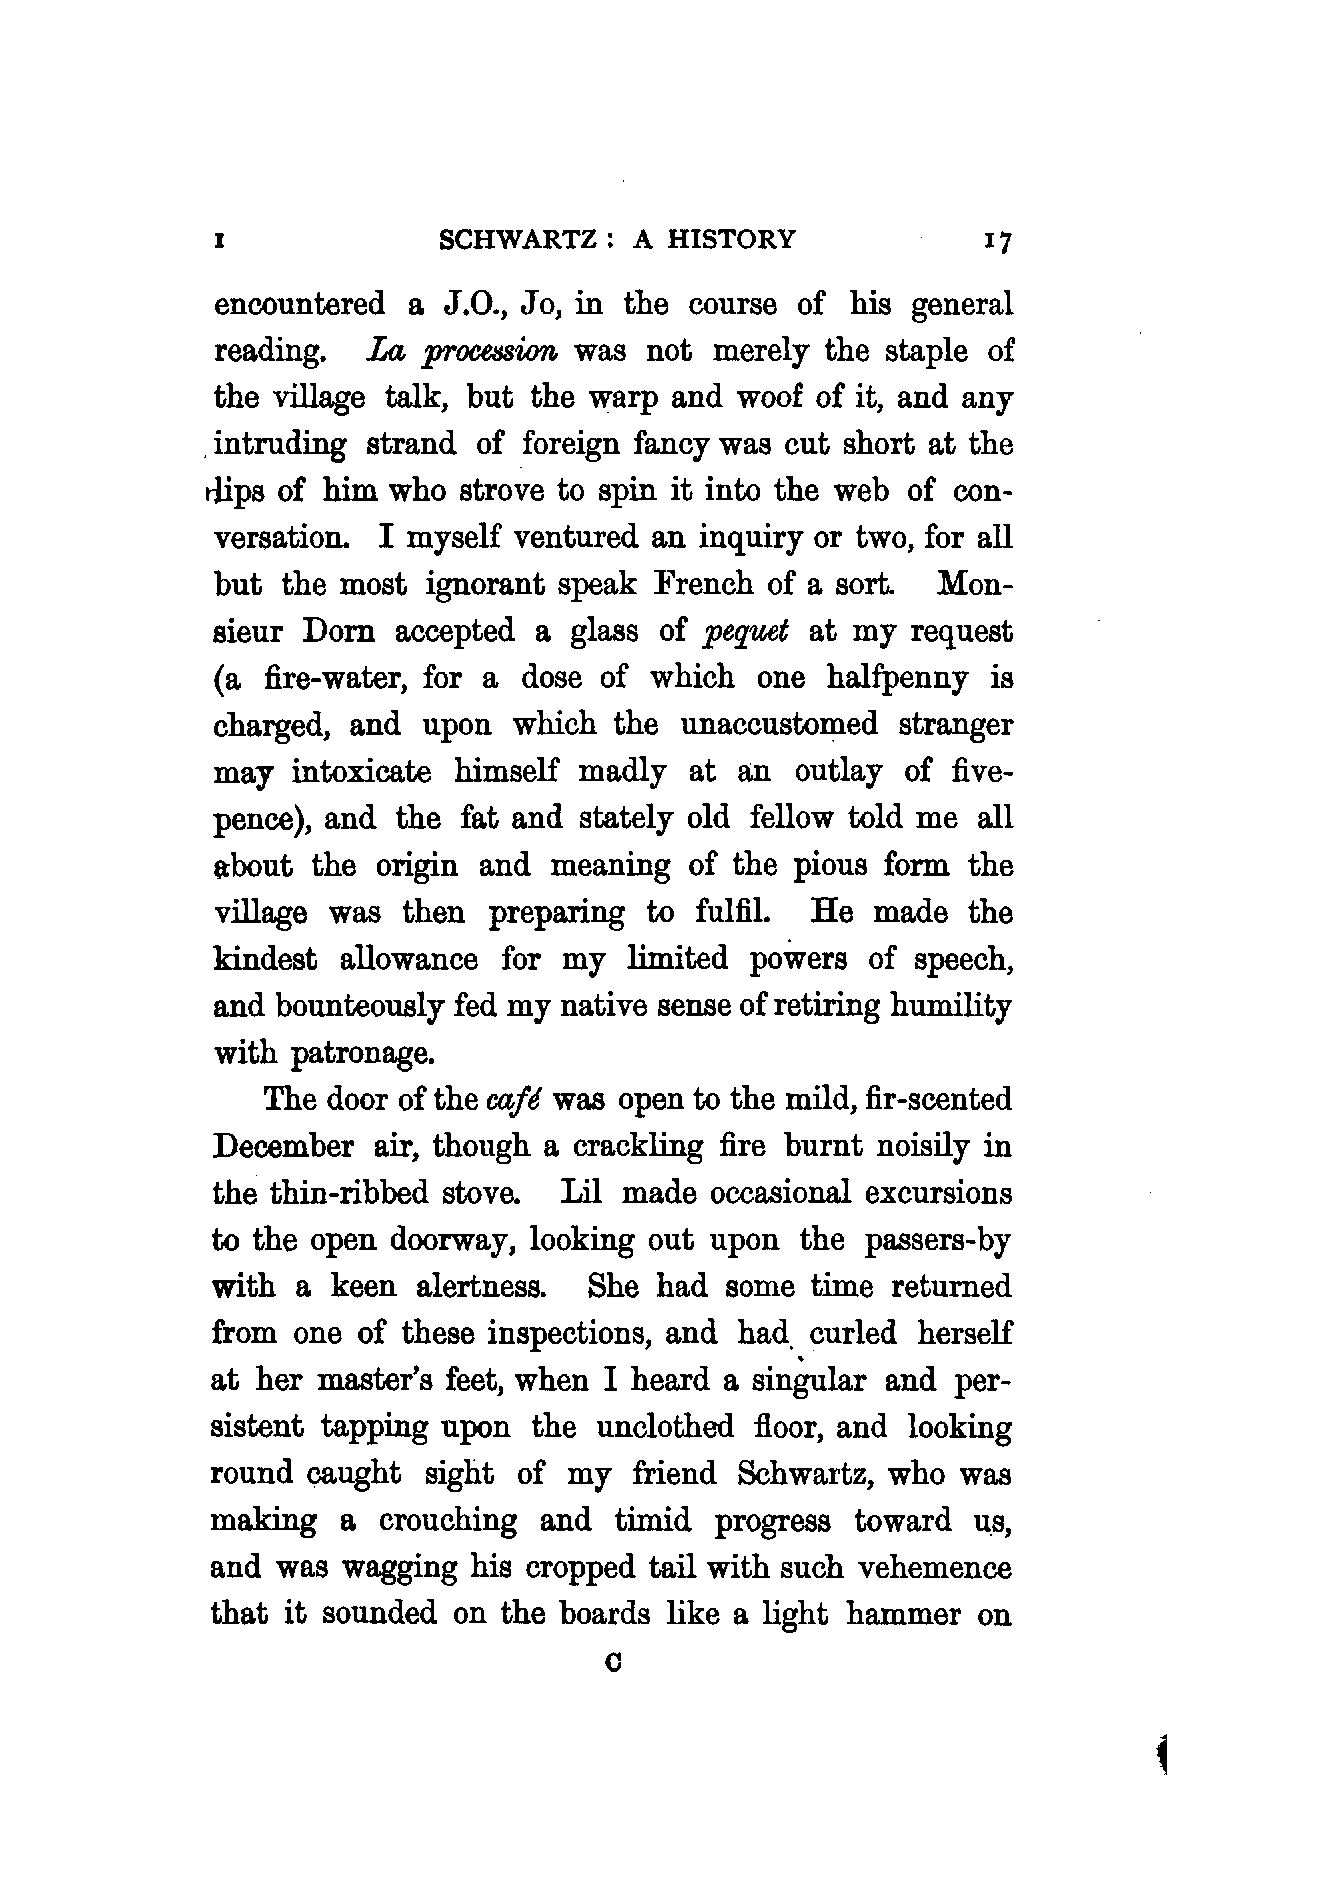 I SCHWARTZ: A HISTORY 17
encountered a J.O., Jo, in the course of his general
reading. La procession was not merely the staple of
the village talk, but the warp and woof of it, and any
intruding strand of foreign fancy was cut short at the
lips of him who strove to spin it into the web of con-
versation. I myself ventured an inquiry or two, for all
but the most ignorant speak French of a sort. Mon-
sieur Dorn accepted a glass of pequet at my request
(a fire-water, for a dose of which one halfpenny is
charged, and upon which the unaccustomed stranger
may intoxicate himself madly at an outlay of five-
pence), and the fat and stately old fellow told me all
about the origin and meaning of the pious form the
village was then preparing to fulfil. He made the
kindest allowance for my limited powers of speech,
and bounteously fed my native sense of retiring humility
with patronage.
The door of the café was open to the mild, fir-scented
December air, though a crackling fire burnt noisily in
the thin-ribbed stove. Lil made occasional excursions
to the open doorway, looking out upon the passers-by
with a keen alertness. She had some time returned
from one of these inspections, and had curled herself
at her master's feet, when I heard a singular and per-
sistent tapping upon the unclothed floor, and looking
round caught sight of my friend Schwartz, who was
making a crouching and timid progress toward us,
and was wagging his cropped tail with such vehemence
that it sounded on the boards like a light hammer on
C